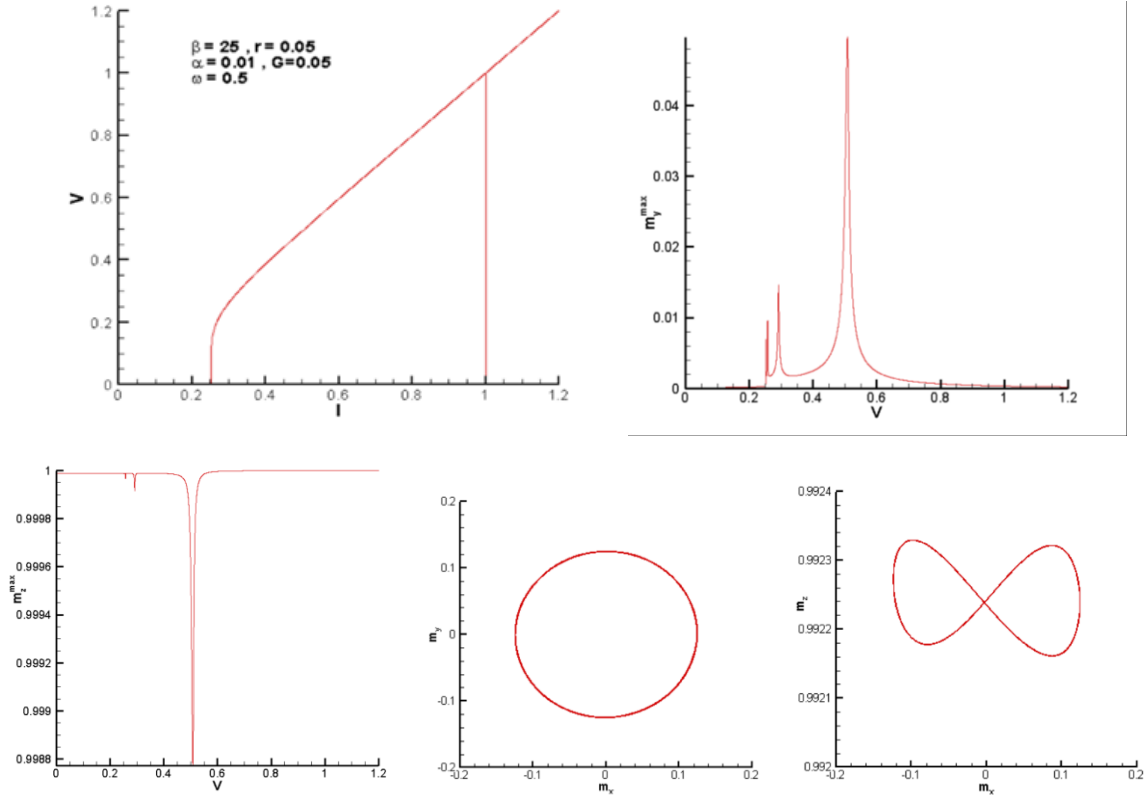 1.2
1
0.8
0.6
0.4
0.2
0
V
β = 25 , r = 0.05
α = 0.01 , G=0.05
ω = 0.5
0 0.2 0.4 0.6 0.8 1 1.2
I
0.04
0.03
0.02
0.01
0
m_y^max
0 0.2 0.4 0.6 0.8 1 1.2
V
1
0.9998
0.9996
0.9994
0.9992
0.999
0.9988
m_z^max
0 0.2 0.4 0.6 0.8 1 1.2
V
0.2
0.1
0
-0.1
-0.2
m_y
-0.2 -0.1 0 0.1 0.2
m_x
0.9924
0.9923
0.9922
0.9921
0.992
m_z
-0.2 -0.1 0 0.1 0.2
m_x